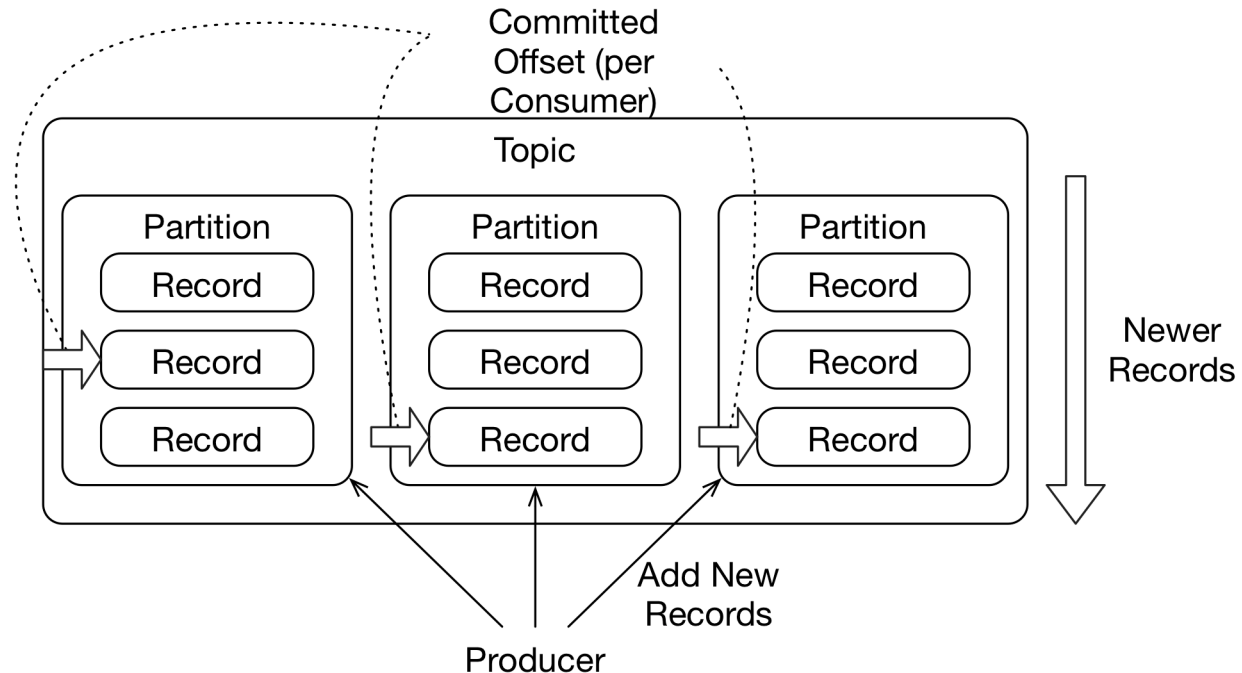 Committed
Offset (per
Consumer)
Topic
Partition
Partition
Partition
Record
Record
Record
Record
Record
Record
Record
Record
Record
Newer
Records
Add New
Records
Producer